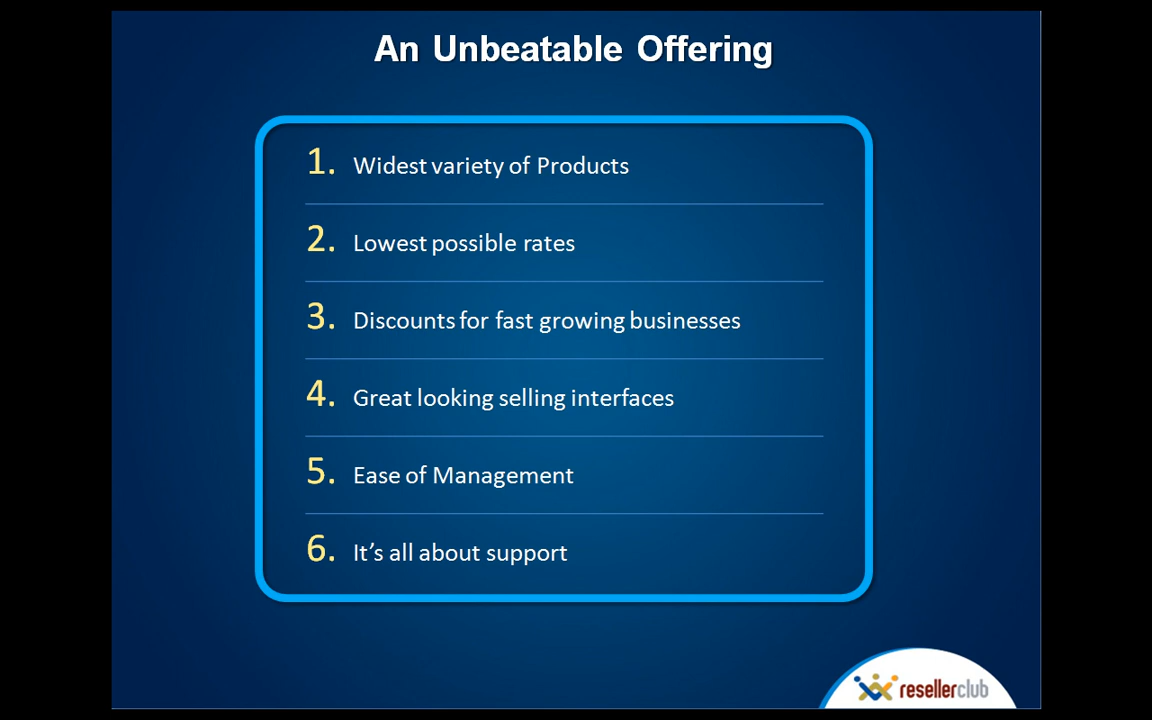 An Unbeatable Offering
1. Widest variety of Products
2. Lowest possible rates
3. Discounts for fast growing businesses
4. Great looking selling interfaces
5. Ease of Management
6. It’s all about support
resellerclub